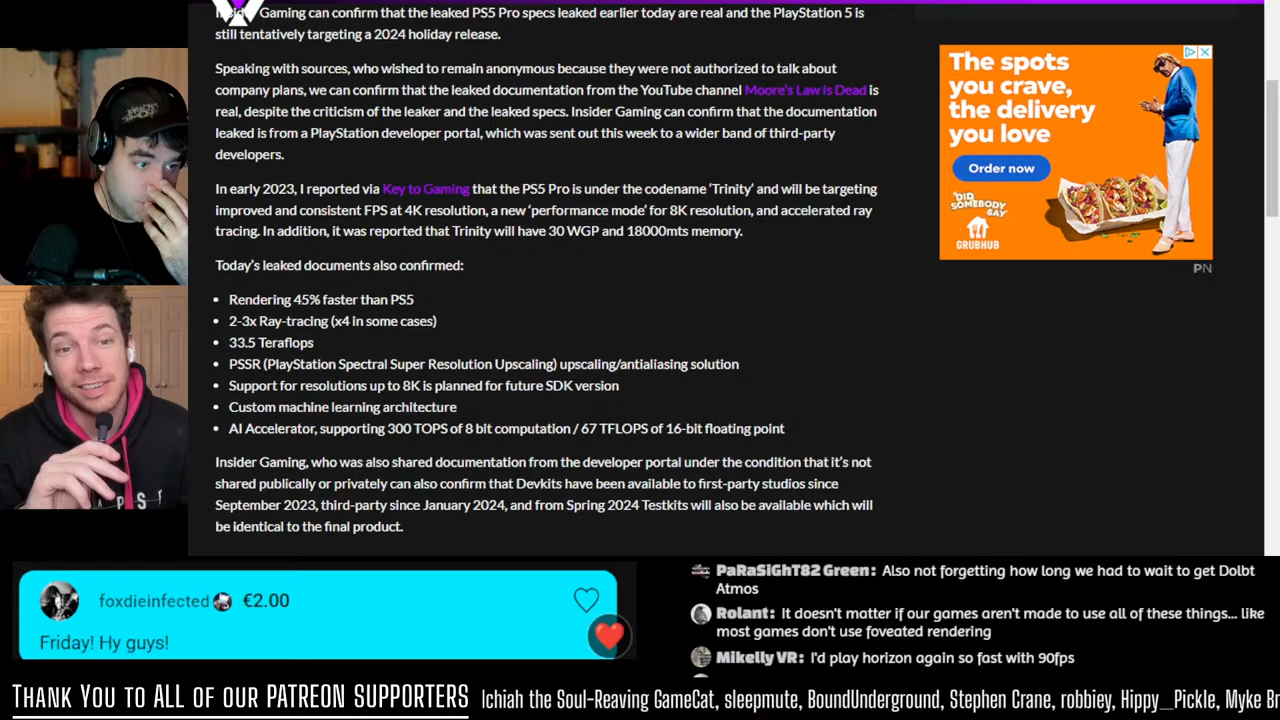 Insider Gaming can confirm that the leaked PS5 Pro specs leaked earlier today are real and the PlayStation 5 is
still tentatively targeting a 2024 holiday release.
Speaking with sources, who wished to remain anonymous because they were not authorized to talk about
company plans, we can confirm that the leaked documentation from the YouTube channel Moore's Law is Dead is
real, despite the criticism of the leaker and the leaked specs. Insider Gaming can confirm that the documentation
leaked is from a PlayStation developer portal, which was sent out this week to a wider band of third-party
developers.
In early 2023, I reported via Key to Gaming that the PS5 Pro is under the codename 'Trinity' and will be targeting
improved and consistent FPS at 4K resolution, a new 'performance mode' for 8K resolution, and accelerated ray
tracing. In addition, it was reported that Trinity will have 30 WGP and 18000mts memory.
Today's leaked documents also confirmed:
• Rendering 45% faster than PS5
• 2-3x Ray-tracing (x4 in some cases)
• 33.5 Teraflops
• PSSR (PlayStation Spectral Super Resolution Upscaling) upscaling/antialiasing solution
• Support for resolutions up to 8K is planned for future SDK version
• Custom machine learning architecture
• AI Accelerator, supporting 300 TOPS of 8 bit computation / 67 TFLOPS of 16-bit floating point
Insider Gaming, who was also shared documentation from the developer portal under the condition that it's not
shared publically or privately can also confirm that Devkits have been available to first-party studios since
September 2023, third-party since January 2024, and from Spring 2024 Testkits will also be available which will
be identical to the final product.
The spots
you crave,
the delivery
you love
Order now
DID
SOMEBODY
SAY
GRUBHUB
PN
foxdieinfected €2.00
Friday! Hy guys!
PaRaSiGhT82 Green: Also not forgetting how long we had to wait to get Dolbt
Atmos
Rolant: It doesn't matter if our games aren't made to use all of these things... like
most games don't use foveated rendering
Mikelly VR: I'd play horizon again so fast with 90fps
THANK YOU TO ALL OF OUR PATREON SUPPORTERS
Ichiah the Soul-Reaving GameCat, sleepmute, BoundUnderground, Stephen Crane, robbiey, Hippy_Pickle, Myke